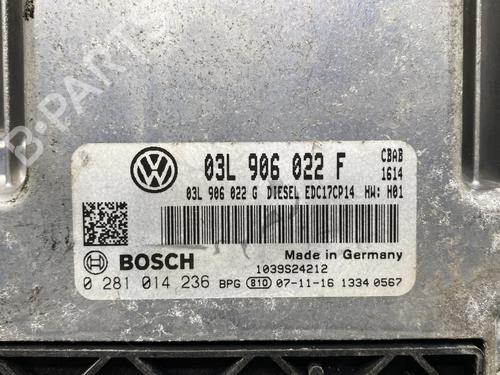 B-PARTS
03L 906 022 F
CBAB
1614
03L 906 022 G DIESEL EDC17CP14 HW: H01
BOSCH
Made in Germany
1039S24212
0 281 014 236 BPG 810 07-11-16 1334 0567